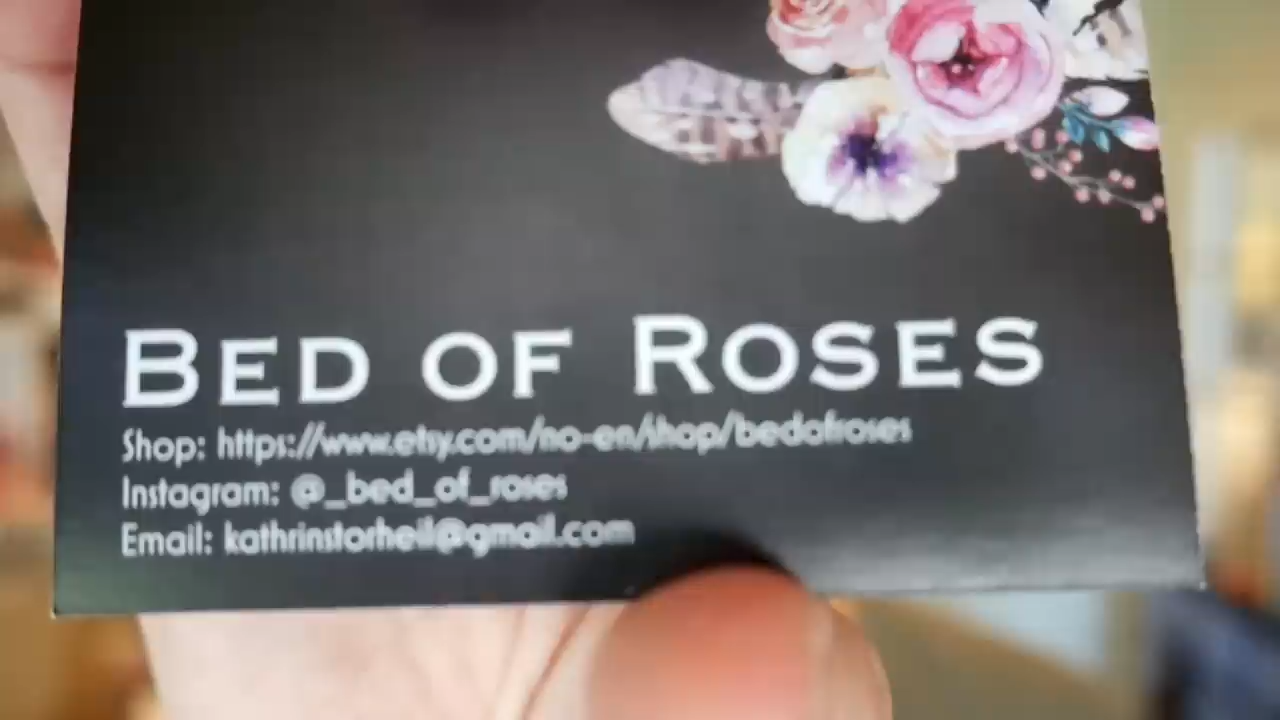 BED OF ROSES
Shop: https://www.etsy.com/no-en/shop/bedofroses
Instagram: @_bed_of_roses
Email: kathrinstorheil@gmail.com